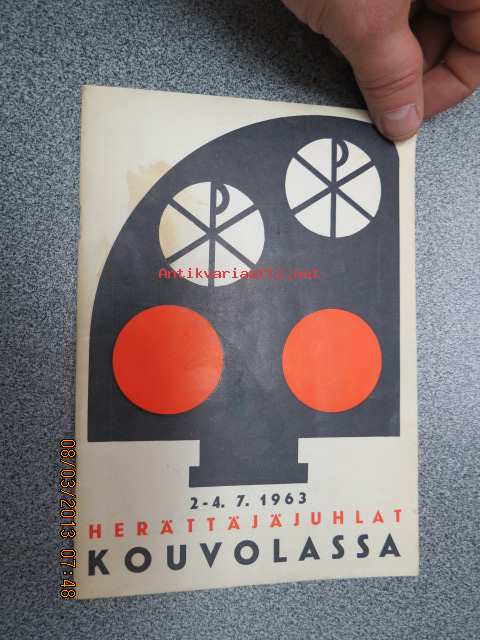 Antikvariaatti.net
2-4. 7. 1963
HERÄTTÄJÄJUHLAT
KOUVOLASSA
08/03/2013 07:48